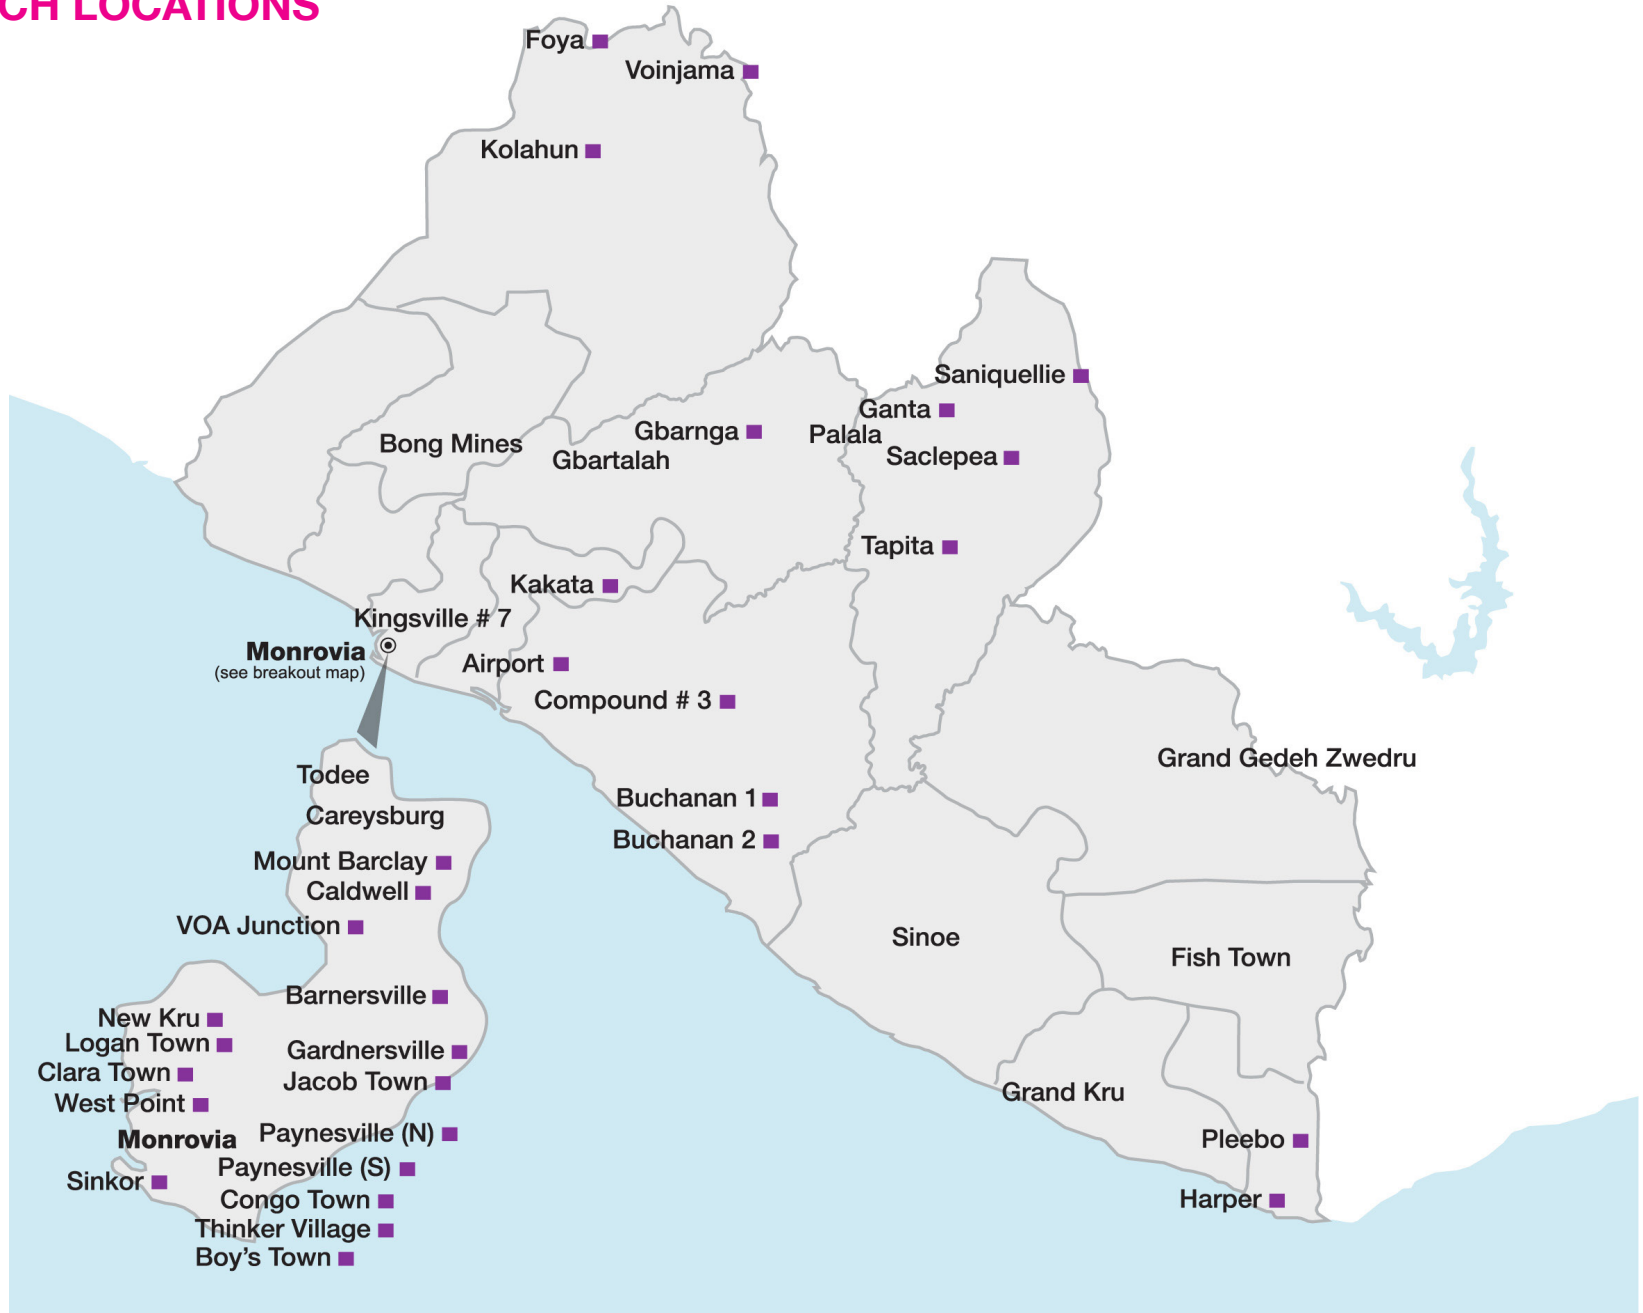 CH LOCATIONS
Foya
Voinjama
Kolahun
Saniquellie
Ganta
Gbarnga
Palala
Bong Mines
Gbartalah
Saclepea
Tapita
Kakata
Kingsville # 7
Monrovia
(see breakout map)
Airport
Compound # 3
Grand Gedeh Zwedru
Todee
Buchanan 1
Careysburg
Buchanan 2
Mount Barclay
Caldwell
VOA Junction
Sinoe
Fish Town
Barnersville
New Kru
Logan Town
Gardnersville
Clara Town
Jacob Town
Grand Kru
West Point
Monrovia
Paynesville (N)
Pleebo
Paynesville (S)
Sinkor
Congo Town
Harper
Thinker Village
Boy’s Town